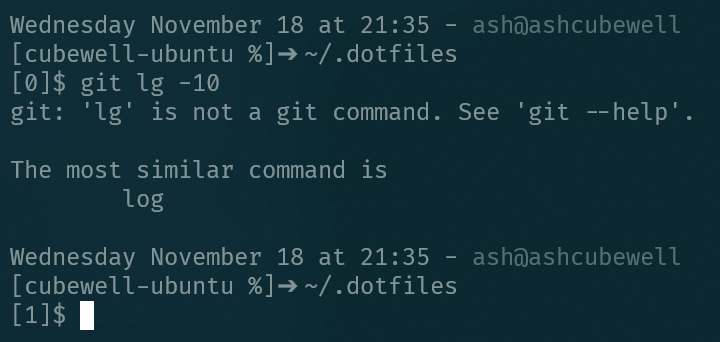 Wednesday November 18 at 21:35 - ash@ashcubewell
[cubewell-ubuntu %]➔ ~/.dotfiles
[0]$ git lg -10
git: 'lg' is not a git command. See 'git --help'.
The most similar command is
log
Wednesday November 18 at 21:35 - ash@ashcubewell
[cubewell-ubuntu %]➔ ~/.dotfiles
[1]$